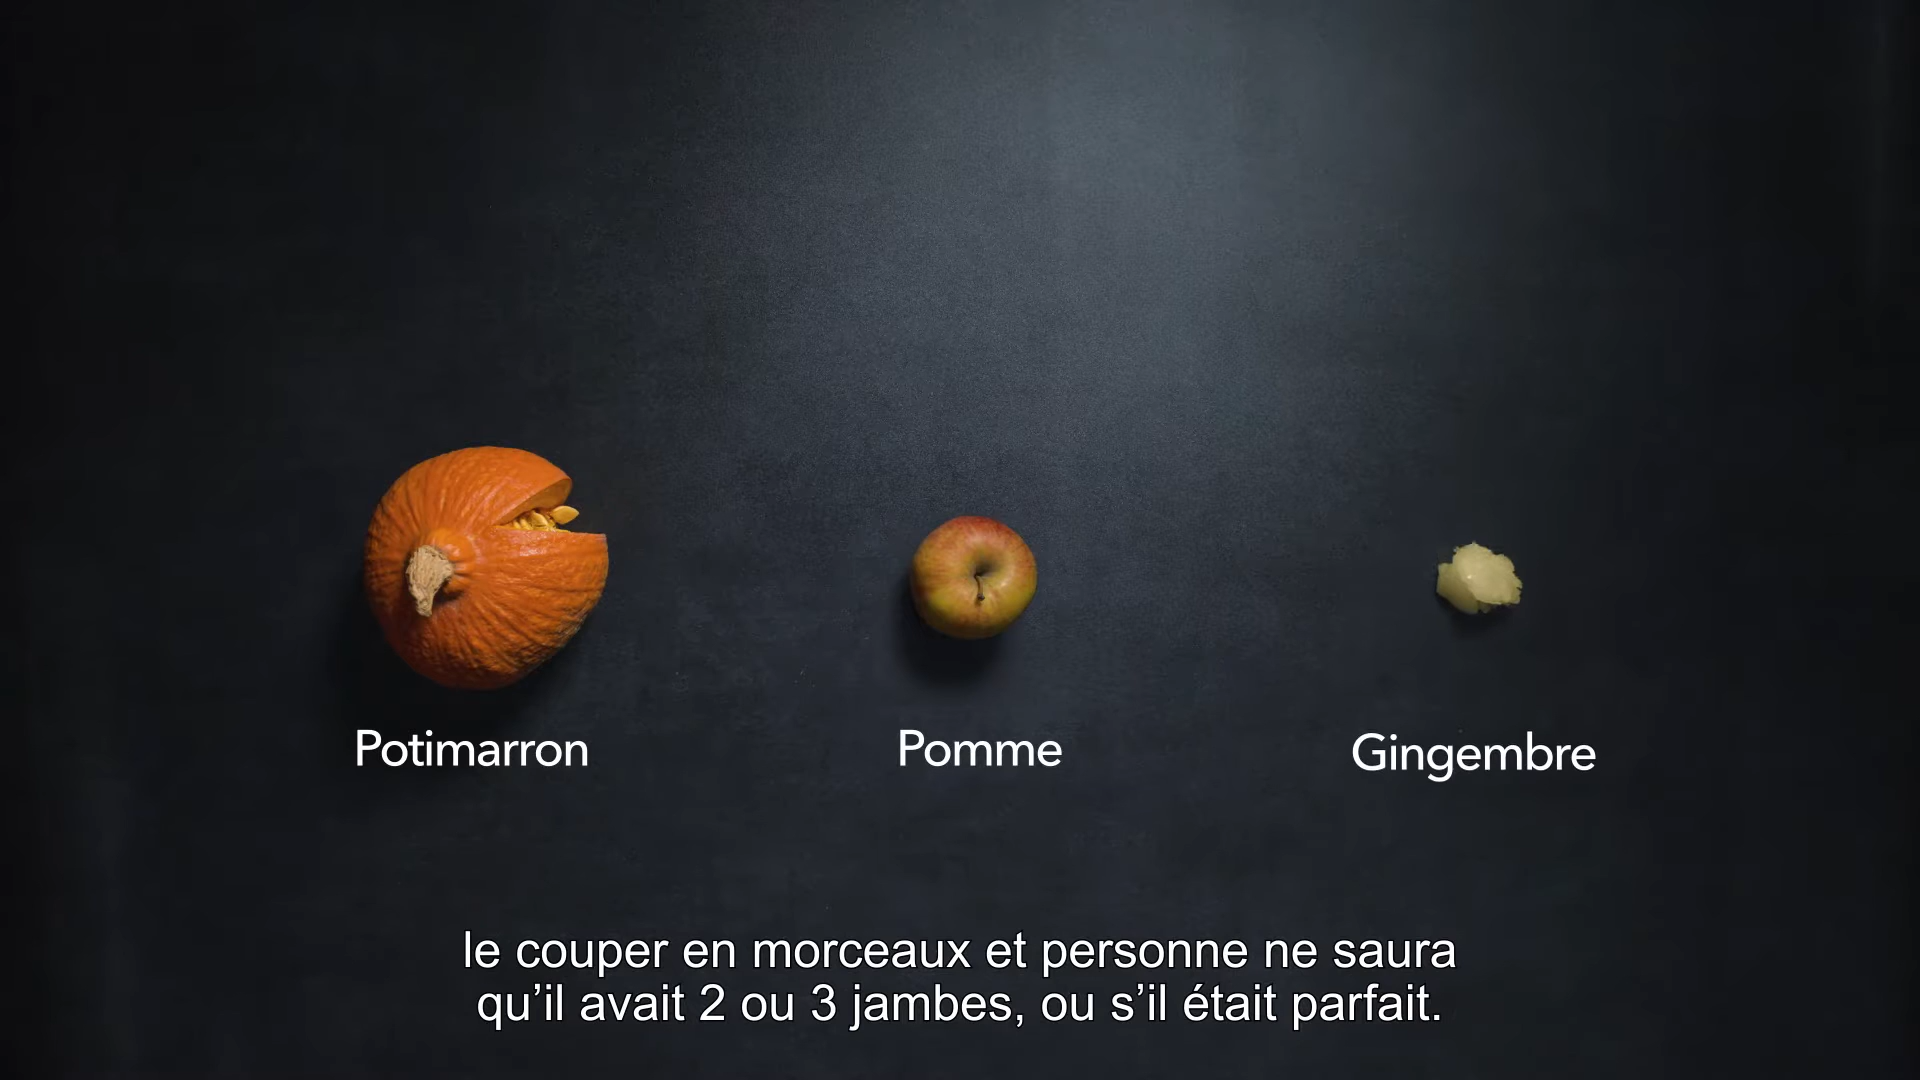 Potimarron Pomme Gingembre
le couper en morceaux et personne ne saura
qu’il avait 2 ou 3 jambes, ou s’il était parfait.